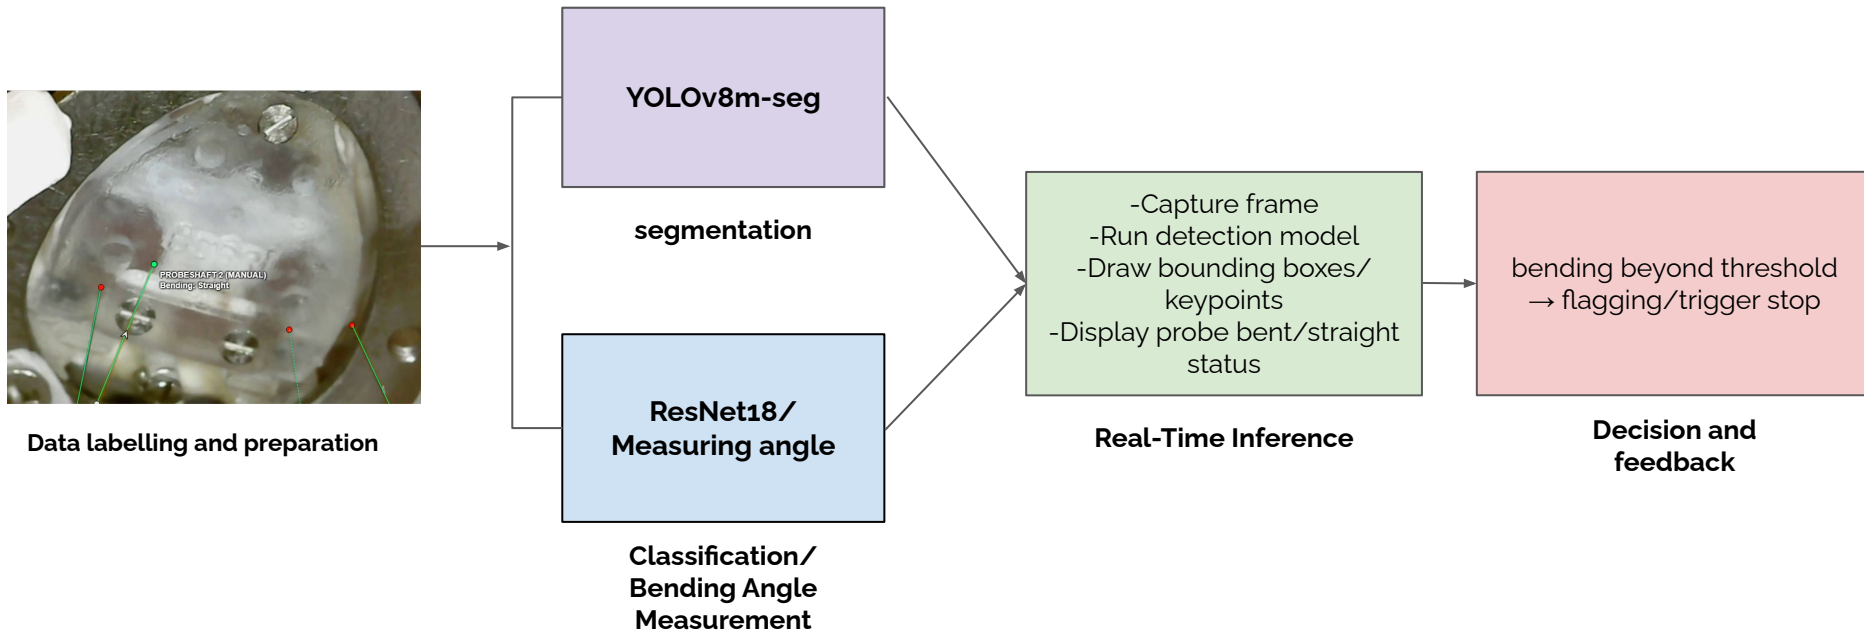 PROBESHAFT 2 (MANUAL)
Bending: Straight
Data labelling and preparation
YOLOv8m-seg
segmentation
ResNet18/
Measuring angle
Classification/
Bending Angle
Measurement
-Capture frame
-Run detection model
-Draw bounding boxes/
keypoints
-Display probe bent/straight
status
Real-Time Inference
bending beyond threshold
→ flagging/trigger stop
Decision and
feedback